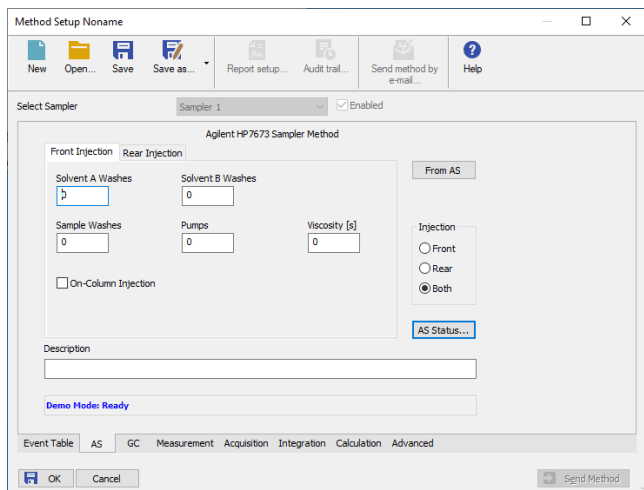 Method Setup Noname
New Open... Save Save as... Report setup... Audit trail... Send method by Help
e-mail...
Select Sampler Sampler 1 Enabled
Agilent HP7673 Sampler Method
Front Injection Rear Injection
From AS
Solvent A Washes Solvent B Washes
0 0
Sample Washes Pumps Viscosity [s] Injection
0 0 0
Front
Rear
On-Column Injection
Both
AS Status...
Description
Demo Mode: Ready
Event Table AS GC Measurement Acquisition Integration Calculation Advanced
OK Cancel Send Method